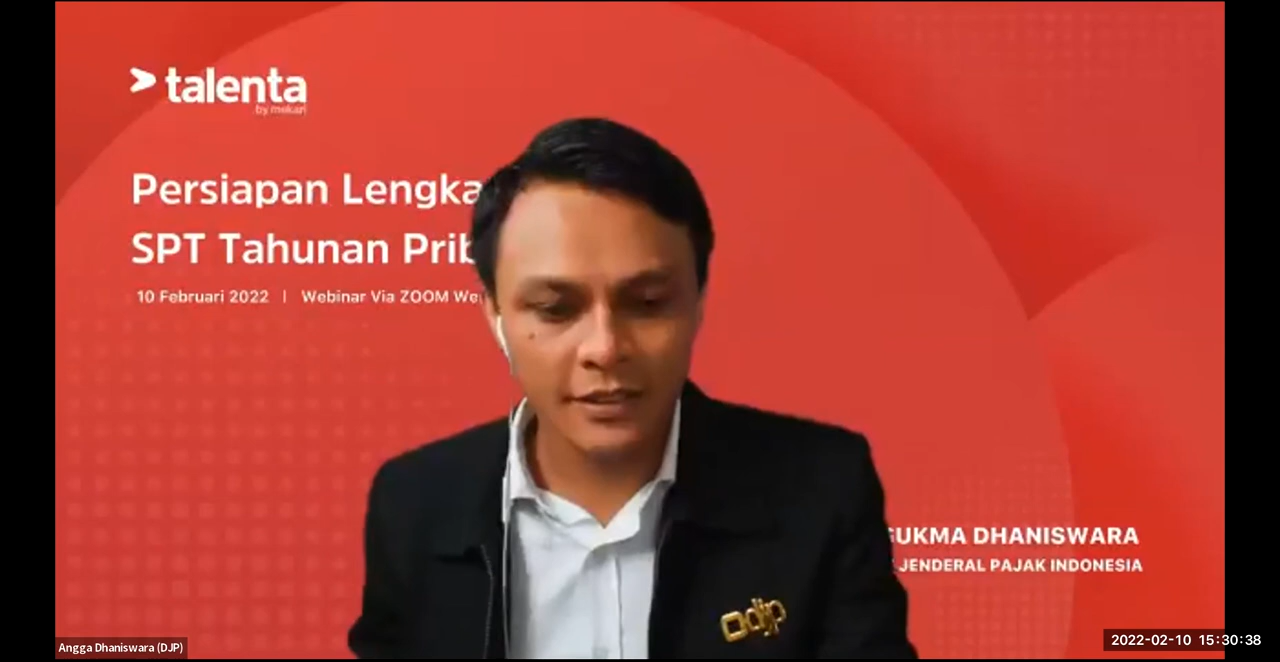 talenta
by mekari
Persiapan Lengka
SPT Tahunan Prib
10 Februari 2022 | Webinar Via ZOOM We
GUKMA DHANISWARA
JENDERAL PAJAK INDONESIA
djp
Angga Dhaniswara (DJP)
2022-02-10 15:30:38